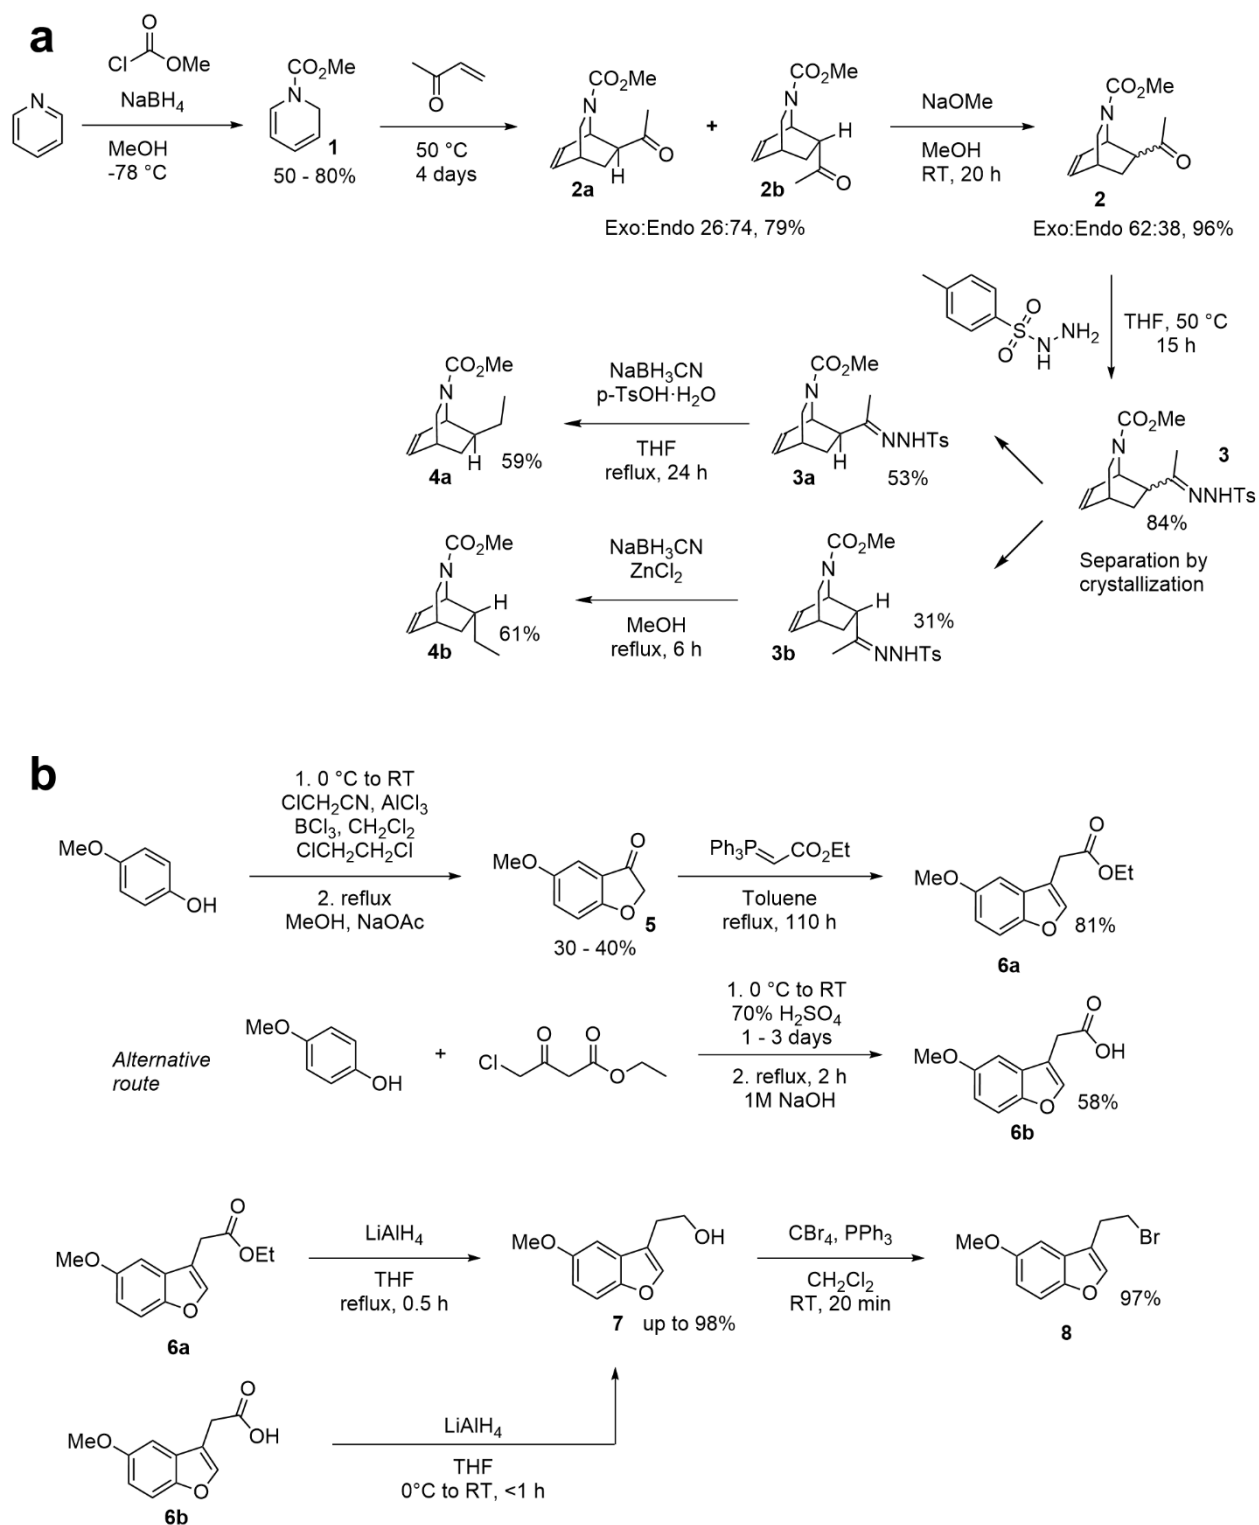 a
Cl
O
OMe
N
NaBH4
MeOH
-78 °C
CO2Me
N
1
50 - 80%
O
50 °C
4 days
CO2Me
N
O
H
2a
+
CO2Me
N
H
O
2b
Exo:Endo 26:74, 79%
NaOMe
MeOH
RT, 20 h
CO2Me
N
O
2
Exo:Endo 62:38, 96%
O
S
O
N
H
NH2
THF, 50 °C
15 h
CO2Me
N
3
NNHTs
84%
Separation by
crystallization
CO2Me
N
NNHTs
H
3a
53%
NaBH3CN
p-TsOH·H2O
THF
reflux, 24 h
CO2Me
N
H
59%
4a
CO2Me
N
H
31%
NNHTs
3b
NaBH3CN
ZnCl2
MeOH
reflux, 6 h
CO2Me
N
H
61%
4b
b
MeO
OH
1. 0 °C to RT
ClCH2CN, AlCl3
BCl3, CH2Cl2
ClCH2CH2Cl
2. reflux
MeOH, NaOAc
MeO
O
O
5
30 - 40%
Ph3P
CO2Et
Toluene
reflux, 110 h
O
OEt
MeO
O
81%
6a
Alternative
route
MeO
OH
+
Cl
O
O
O
1. 0 °C to RT
70% H2SO4
1 - 3 days
2. reflux, 2 h
1M NaOH
O
OH
MeO
O
58%
6b
O
OEt
MeO
O
6a
LiAlH4
THF
reflux, 0.5 h
OH
MeO
O
7 up to 98%
CBr4, PPh3
CH2Cl2
RT, 20 min
Br
MeO
O
97%
8
O
OH
MeO
O
6b
LiAlH4
THF
0°C to RT, <1 h